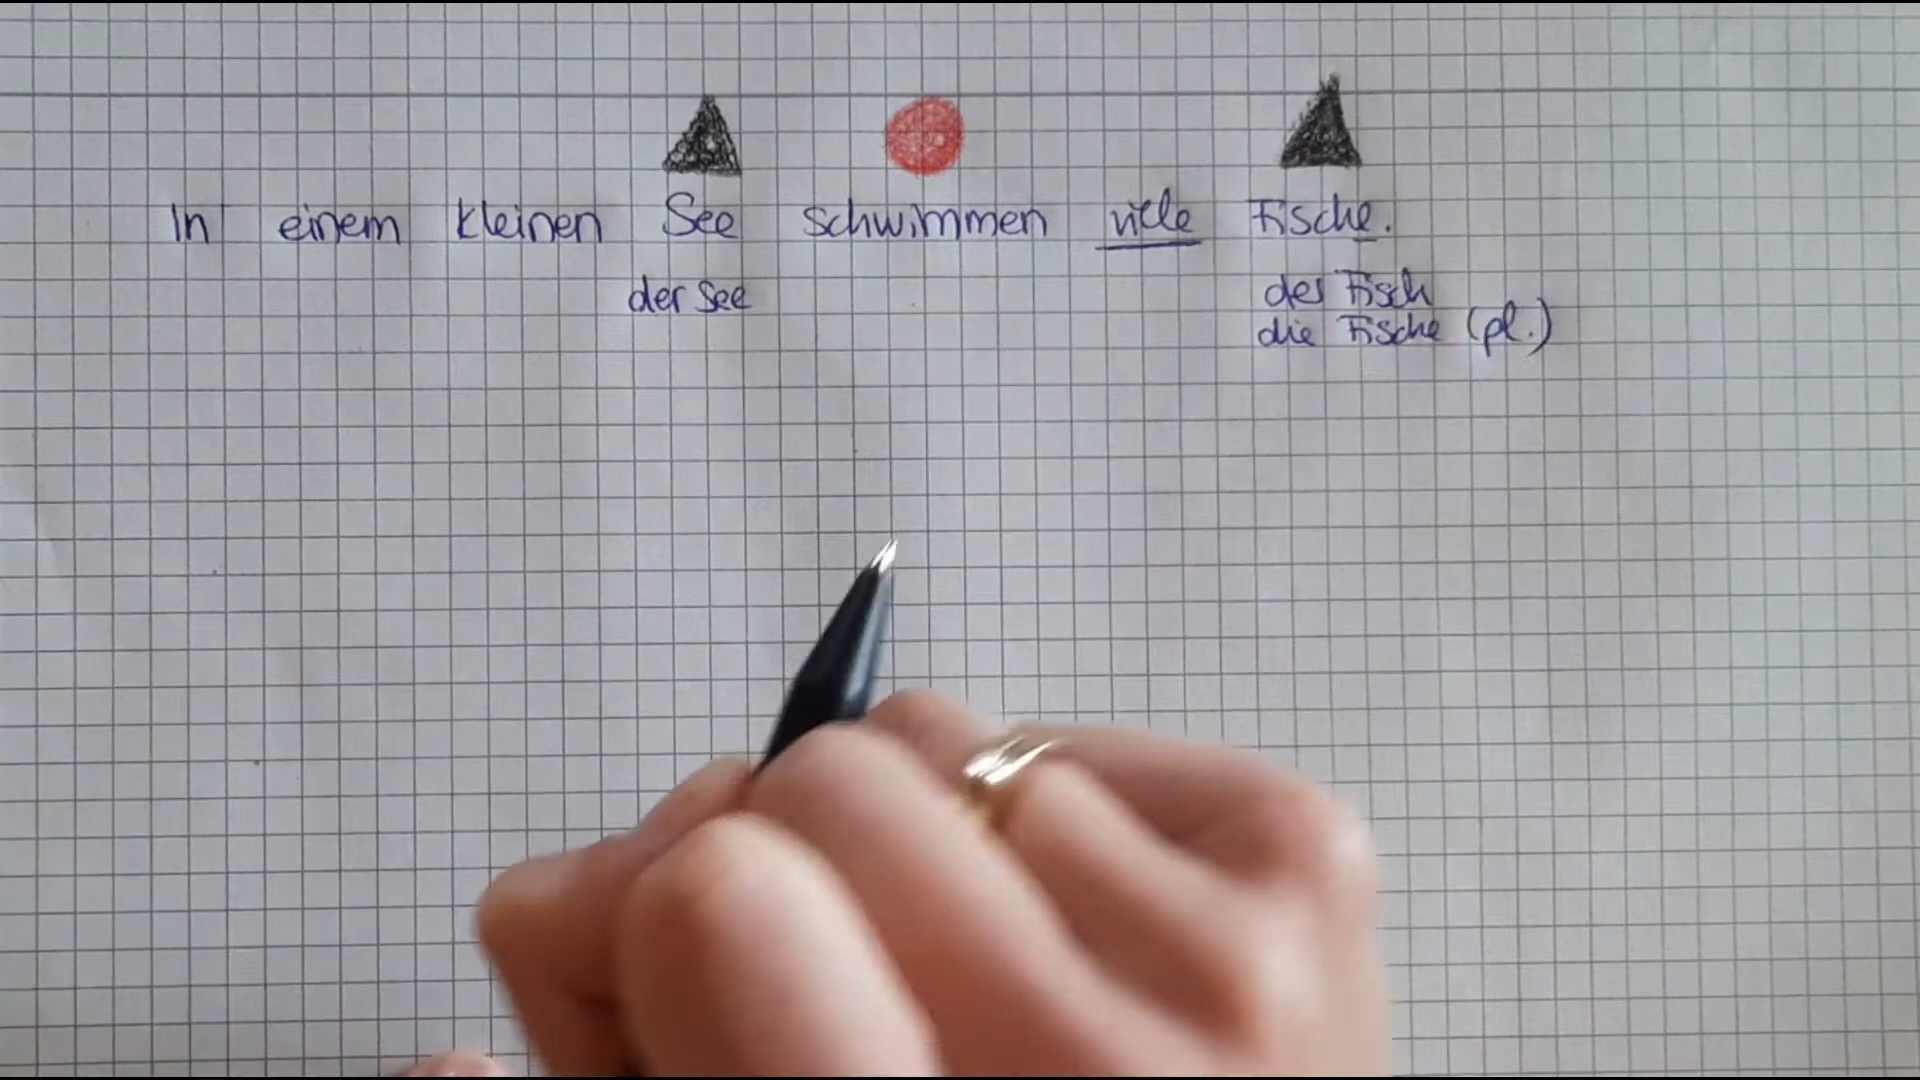 In einem kleinen See schwimmen viele Fische.
der See
der Fisch
die Fische (pl.)